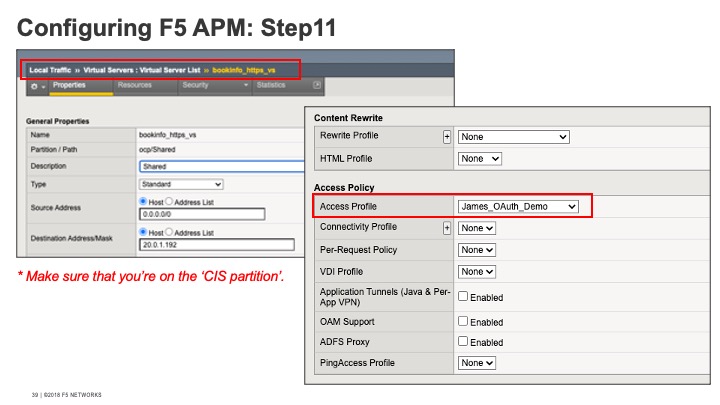 Configuring F5 APM: Step11
Local Traffic » Virtual Servers : Virtual Server List » bookinfo_https_vs
Properties Resources Security Statistics
General Properties
Name bookinfo_https_vs
Partition / Path ocp/Shared
Description Shared
Type Standard
Source Address Host Address List
0.0.0.0/0
Destination Address/Mask Host Address List
20.0.1.192
* Make sure that you're on the 'CIS partition'.
Content Rewrite
Rewrite Profile + None
HTML Profile None
Access Policy
Access Profile James_OAuth_Demo
Connectivity Profile + None
Per-Request Policy None
VDI Profile None
Application Tunnels (Java & Per-
App VPN) Enabled
OAM Support Enabled
ADFS Proxy Enabled
PingAccess Profile None
39 | ©2018 F5 NETWORKS